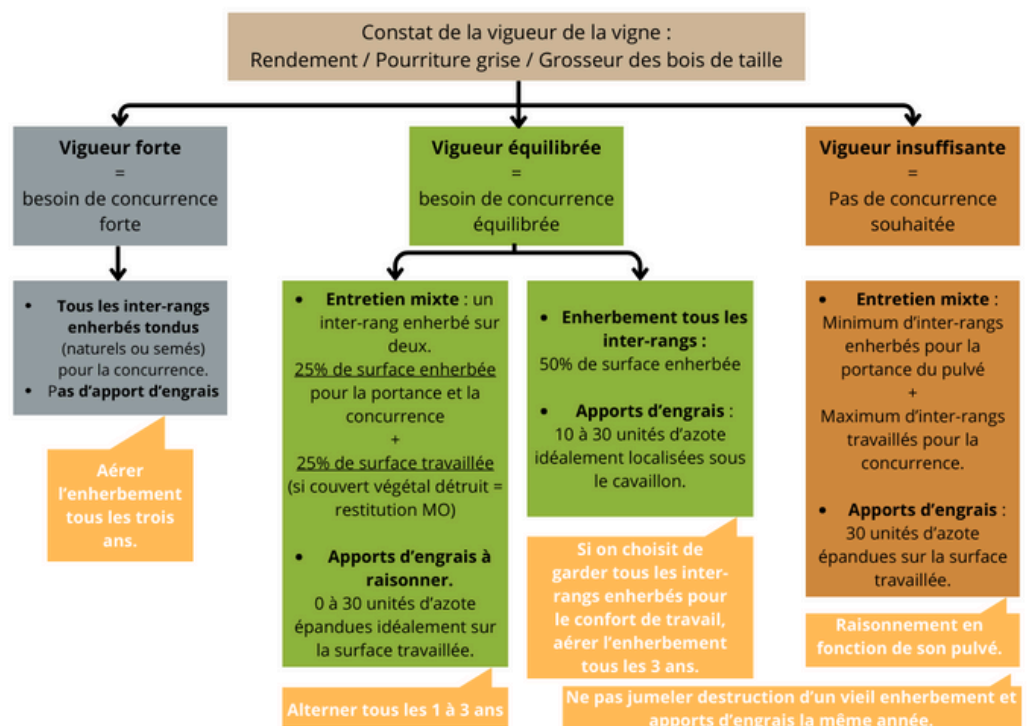 Constat de la vigueur de la vigne :
Rendement / Pourriture grise / Grosseur des bois de taille
Vigueur forte
=
besoin de concurrence
forte
Vigueur équilibrée
=
besoin de concurrence
équilibrée
Vigueur insuffisante
=
Pas de concurrence
souhaitée
• Tous les inter-rangs
enherbés tondus
(naturels ou semés)
pour la concurrence.
• Pas d'apport d'engrais
Aérer
l'enherbement
tous les trois
ans.
• Entretien mixte : un
inter-rang enherbé sur
deux.
25% de surface enherbée
pour la portance et la
concurrence
+
25% de surface travaillée
(si couvert végétal détruit =
restitution MO)
• Apports d'engrais à
raisonner.
0 à 30 unités d'azote
épandues idéalement sur
la surface travaillée.
Alterner tous les 1 à 3 ans
• Enherbement tous les
inter-rangs :
50% de surface enherbée
• Apports d'engrais :
10 à 30 unités d'azote
idéalement localisées sous
le cavaillon.
Si on choisit de
garder tous les inter-
rangs enherbés pour
le confort de travail,
aérer l'enherbement
tous les 3 ans.
• Entretien mixte :
Minimum d'inter-rangs
enherbés pour la
portance du pulvé
+
Maximum d'inter-rangs
travaillés pour la
concurrence.
• Apports d'engrais :
30 unités d'azote
épandues sur la surface
travaillée.
Raisonnement en
fonction de son pulvé.
Ne pas jumeler destruction d'un vieil enherbement et
apports d'engrais la même année.